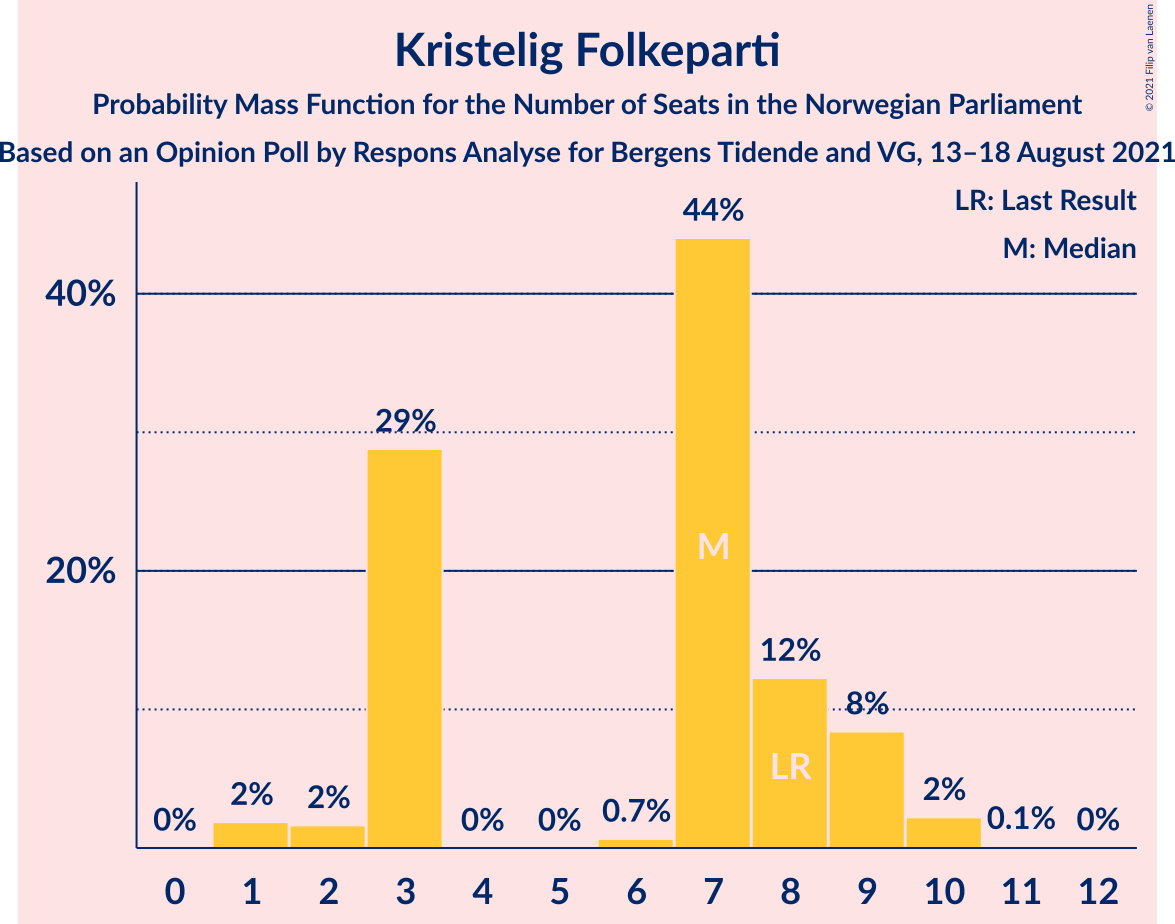 Kristelig Folkeparti
Probability Mass Function for the Number of Seats in the Norwegian Parliament
Based on an Opinion Poll by Respons Analyse for Bergens Tidende and VG, 13–18 August 2021
© 2021 Filip van Laenen
LR: Last Result
M: Median
40%
20%
0%
2%
2%
29%
0%
0%
0.7%
44%
12%
8%
2%
0.1%
0%
M
LR
0 1 2 3 4 5 6 7 8 9 10 11 12